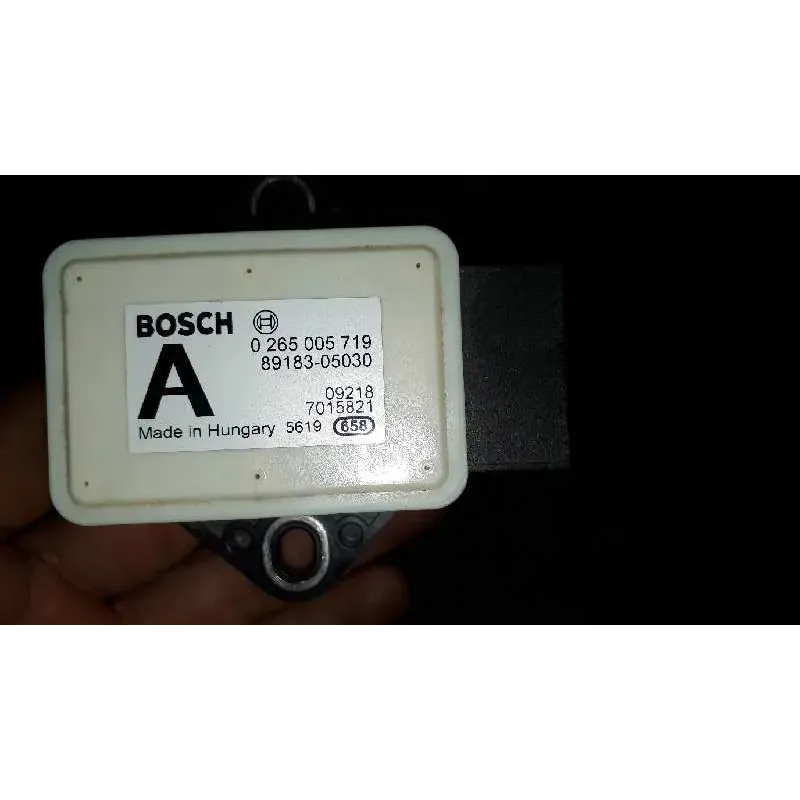 BOSCH
0 265 005 719
89183-05030
A
09218
7015821
Made in Hungary 5619 658